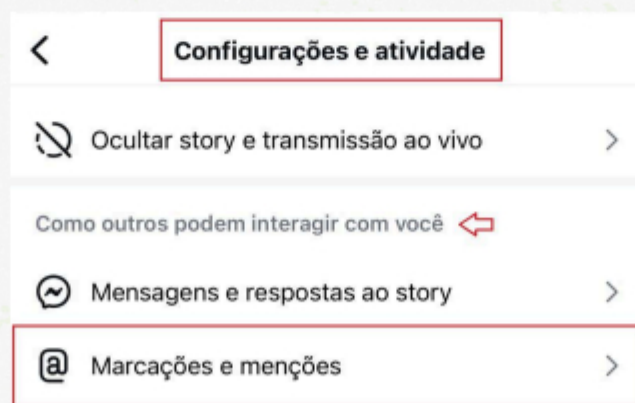 Configurações e atividade
Ocultar story e transmissão ao vivo
Como outros podem interagir com você
Mensagens e respostas ao story
Marcações e menções